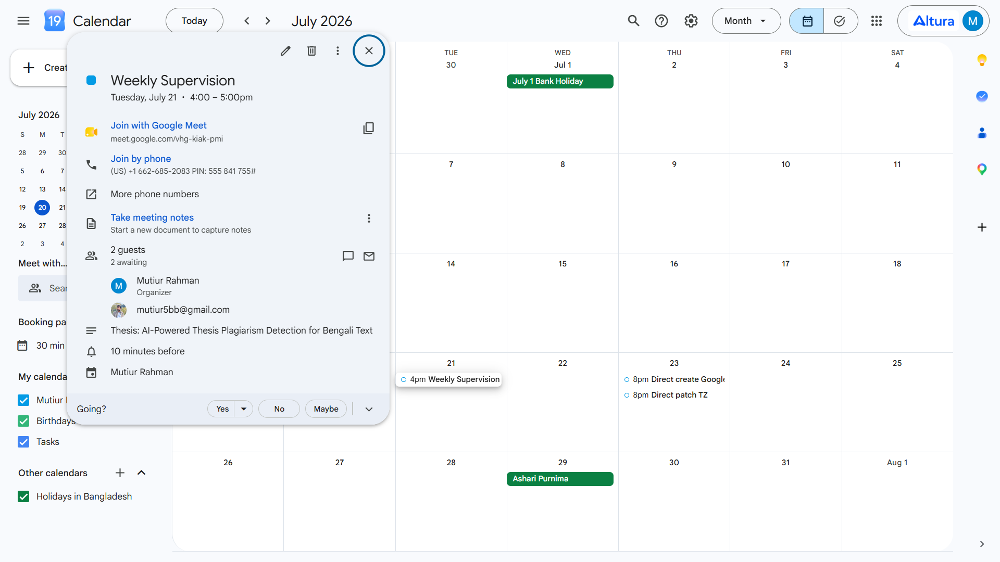 19 Calendar
Today
July 2026
Month
Altura M
Creat
July 2026
S M T
28 29 30
5 6 7
12 13 14
19 20 21
26 27 28
2 3 4
Meet with...
Sear
Booking pa
30 min
My calenda
Mutiur
Birthdays
Tasks
Other calendars
Holidays in Bangladesh
Weekly Supervision
Tuesday, July 21 • 4:00 – 5:00pm
Join with Google Meet
meet.google.com/vhg-kiak-pmi
Join by phone
(US) +1 662-685-2083 PIN: 555 841 755#
More phone numbers
Take meeting notes
Start a new document to capture notes
2 guests
2 awaiting
M Mutiur Rahman
Organizer
mutiur5bb@gmail.com
Thesis: AI-Powered Thesis Plagiarism Detection for Bengali Text
10 minutes before
Mutiur Rahman
Going?
Yes
No
Maybe
TUE WED THU FRI SAT
30 Jul 1 2 3 4
July 1 Bank Holiday
7 8 9 10 11
14 15 16 17 18
21 22 23 24 25
4pm Weekly Supervision
8pm Direct create Google
8pm Direct patch TZ
26 27 28 29 30 31 Aug 1
Ashari Purnima